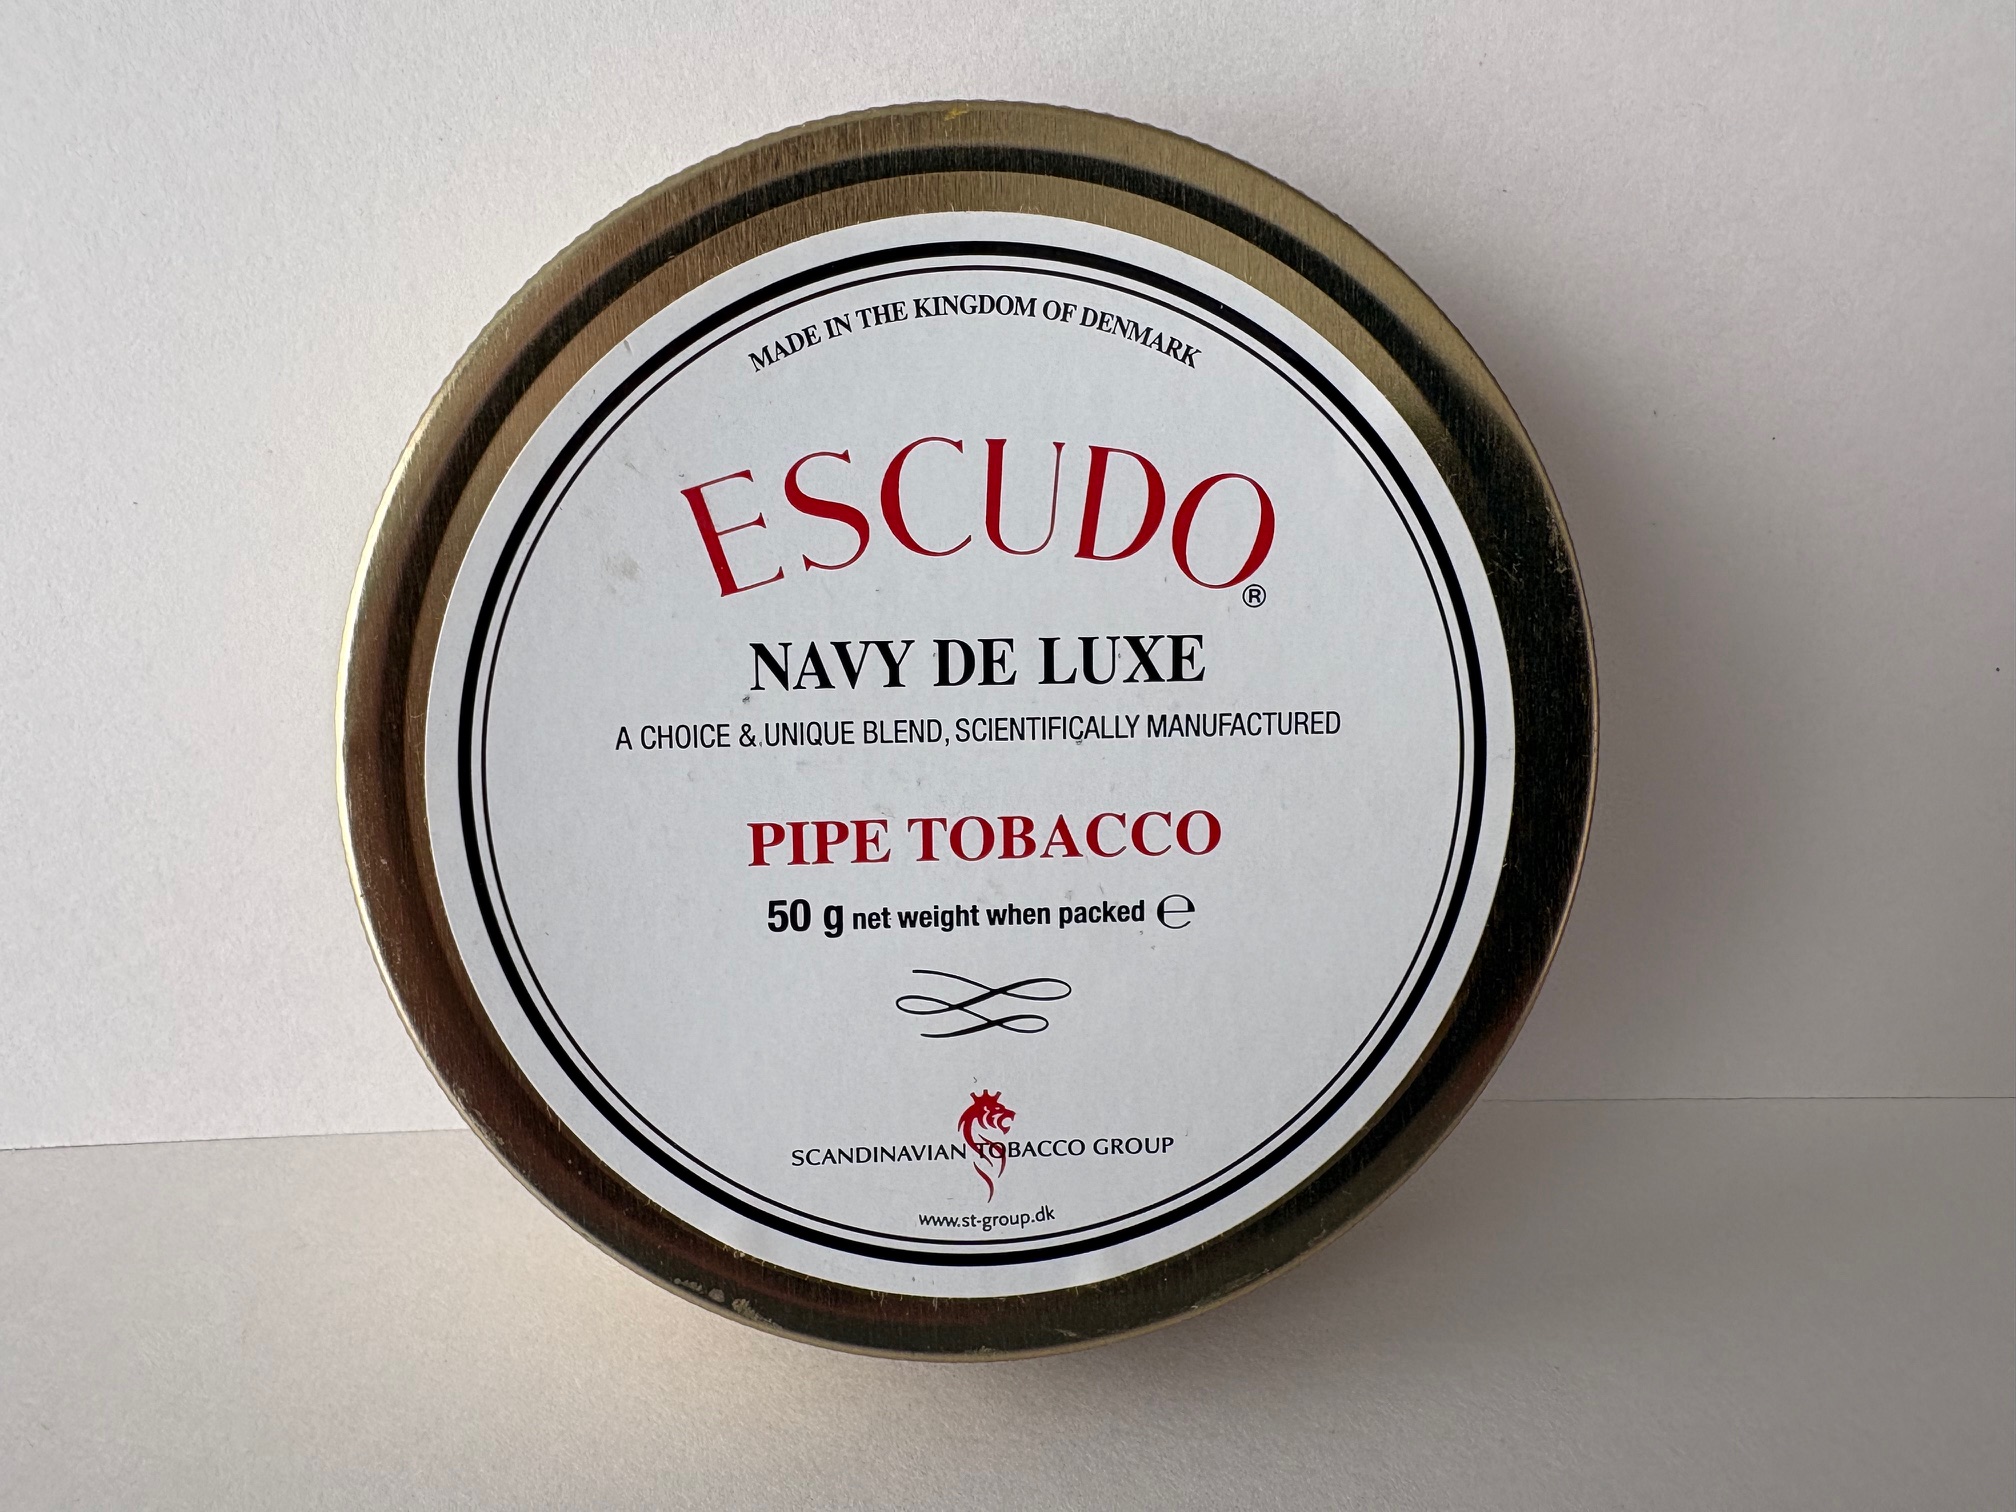 MADE IN THE KINGDOM OF DENMARK
ESCUDO®
NAVY DE LUXE
A CHOICE & UNIQUE BLEND, SCIENTIFICALLY MANUFACTURED
PIPE TOBACCO
50 g net weight when packed ℮
SCANDINAVIAN TOBACCO GROUP
www.st-group.dk